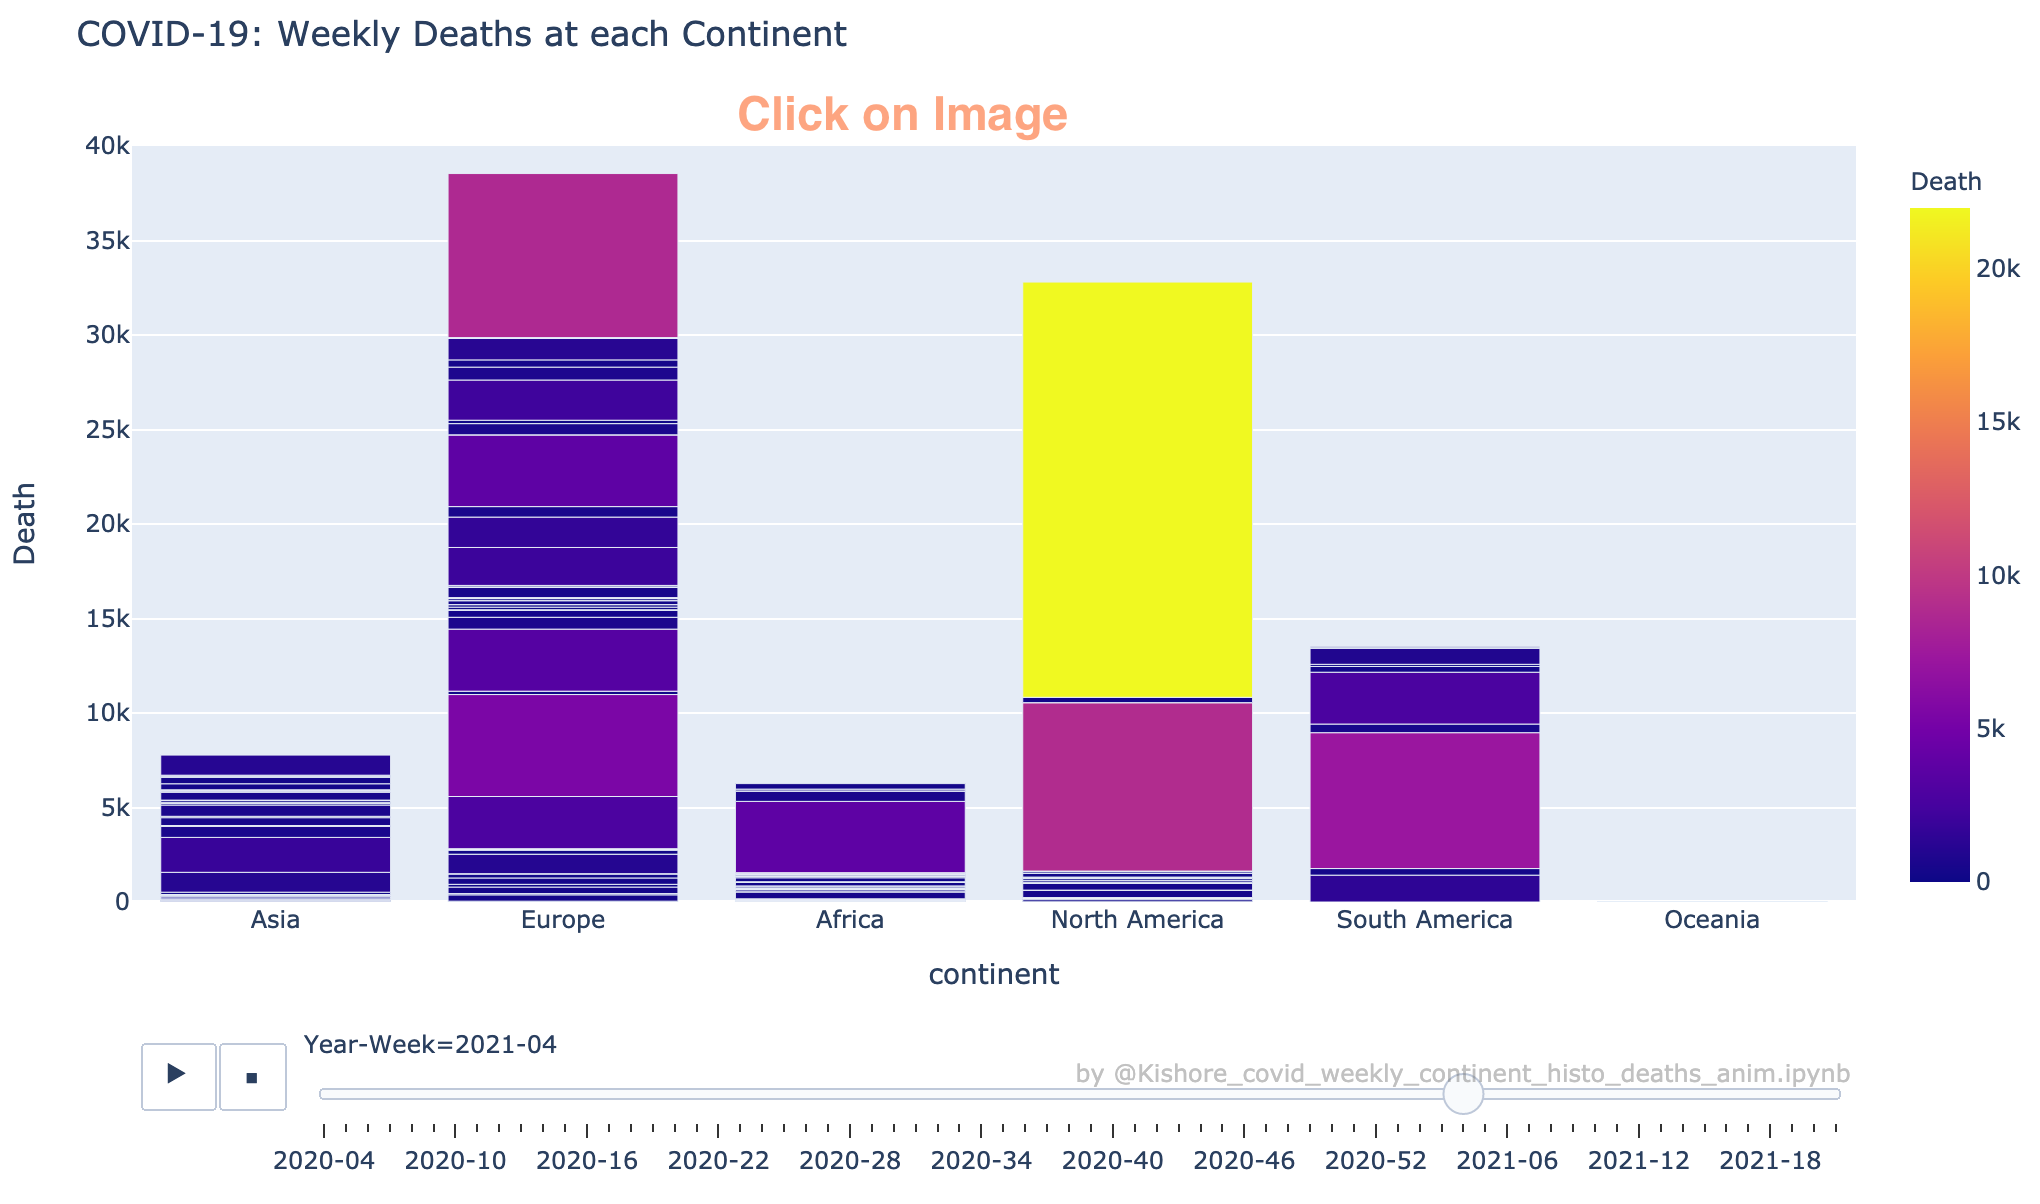 COVID-19: Weekly Deaths at each Continent
Click on Image
40k
35k
30k
25k
20k
15k
10k
5k
0
Death
Asia
Europe
Africa
North America
South America
Oceania
continent
Death
20k
15k
10k
5k
0
Year-Week=2021-04
by @Kishore_covid_weekly_continent_histo_deaths_anim.ipynb
2020-04
2020-10
2020-16
2020-22
2020-28
2020-34
2020-40
2020-46
2020-52
2021-06
2021-12
2021-18